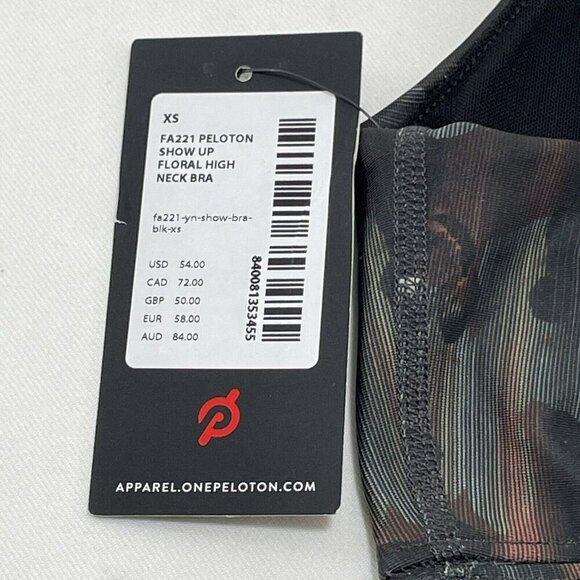 XS
FA221 PELOTON
SHOW UP
FLORAL HIGH
NECK BRA
fa221-yn-show-bra-
blk-xs
USD 54.00
CAD 72.00
GBP 50.00
EUR 58.00
AUD 84.00
840081353455
APPAREL.ONEPELOTON.COM